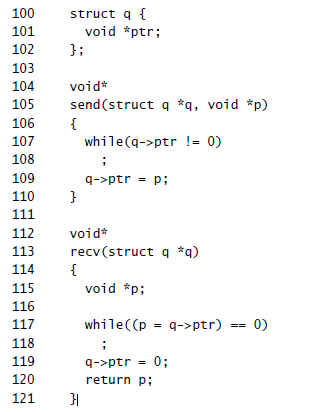 100 struct q {
101 void *ptr;
102 };
103
104 void*
105 send(struct q *q, void *p)
106 {
107 while(q->ptr != 0)
108 ;
109 q->ptr = p;
110 }
111
112 void*
113 recv(struct q *q)
114 {
115 void *p;
116
117 while((p = q->ptr) == 0)
118 ;
119 q->ptr = 0;
120 return p;
121 }